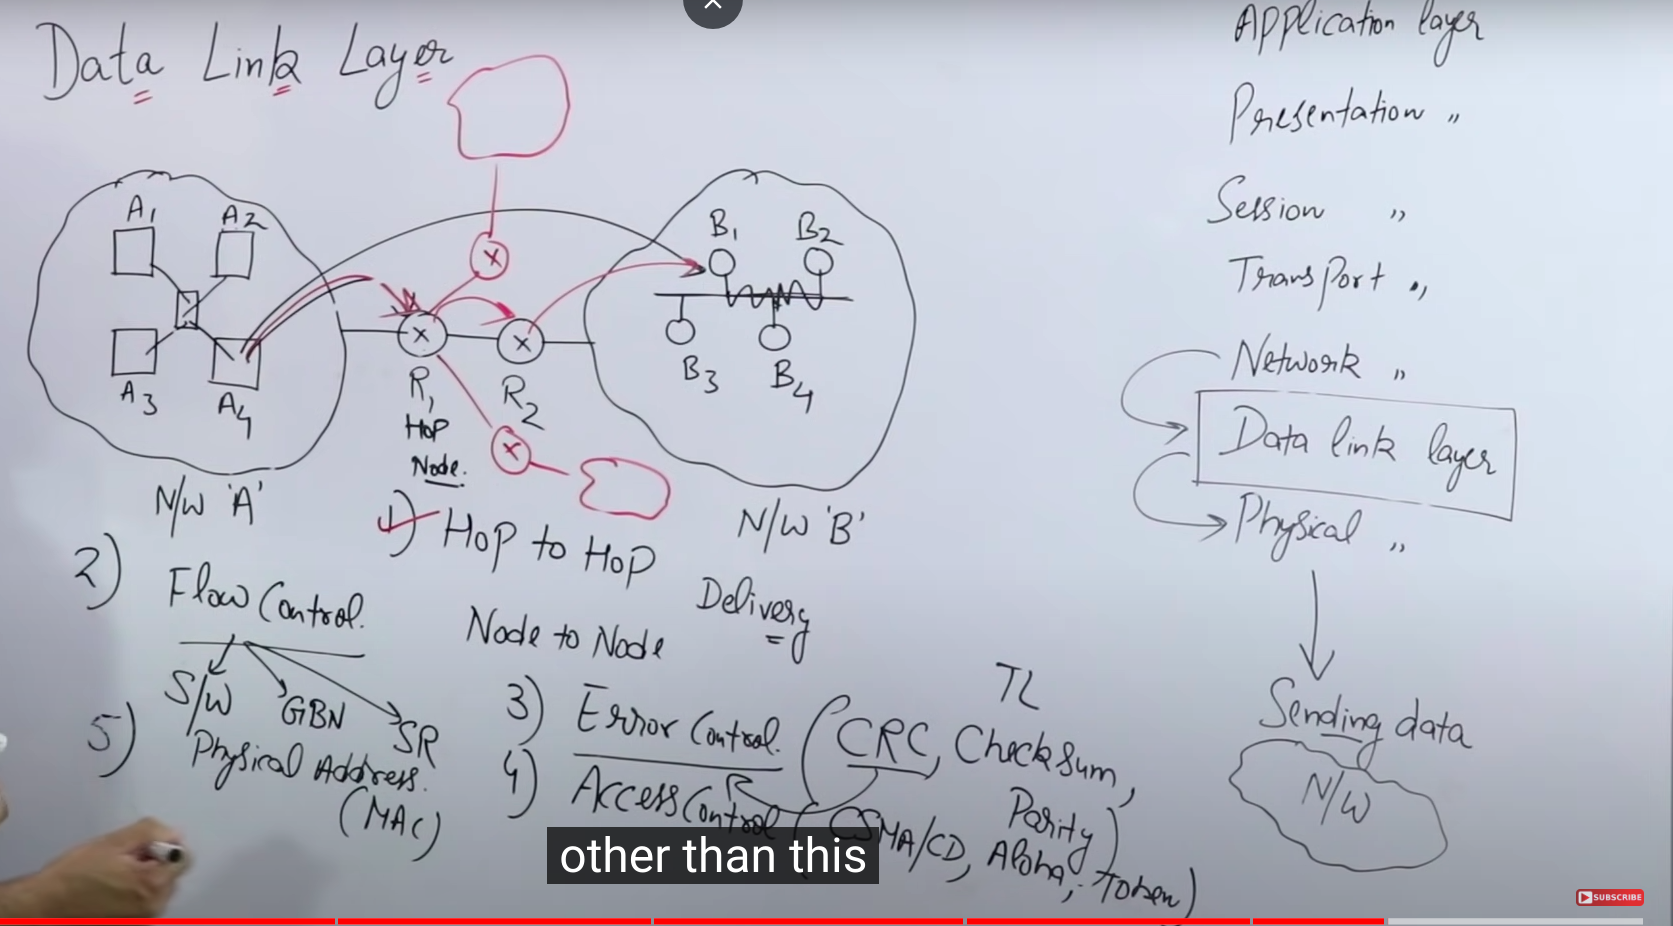 Data Link Layer
A1
A2
A3
A4
N/W 'A'
R1
Hop
Node.
R2
B1
B2
B3
B4
N/W 'B'
1) Hop to Hop
Delivery
Node to Node
2) Flow Control.
S/W
GBN
SR
3) Error Control. (CRC, Checksum,
Parity)
TL
4) Access Control (CSMA/CD, Aloha, Token)
5) Physical Address.
(MAC)
Application layer
Presentation "
Session "
Transport "
Network "
Data link layer
Physical "
Sending data
N/W
other than this
SUBSCRIBE